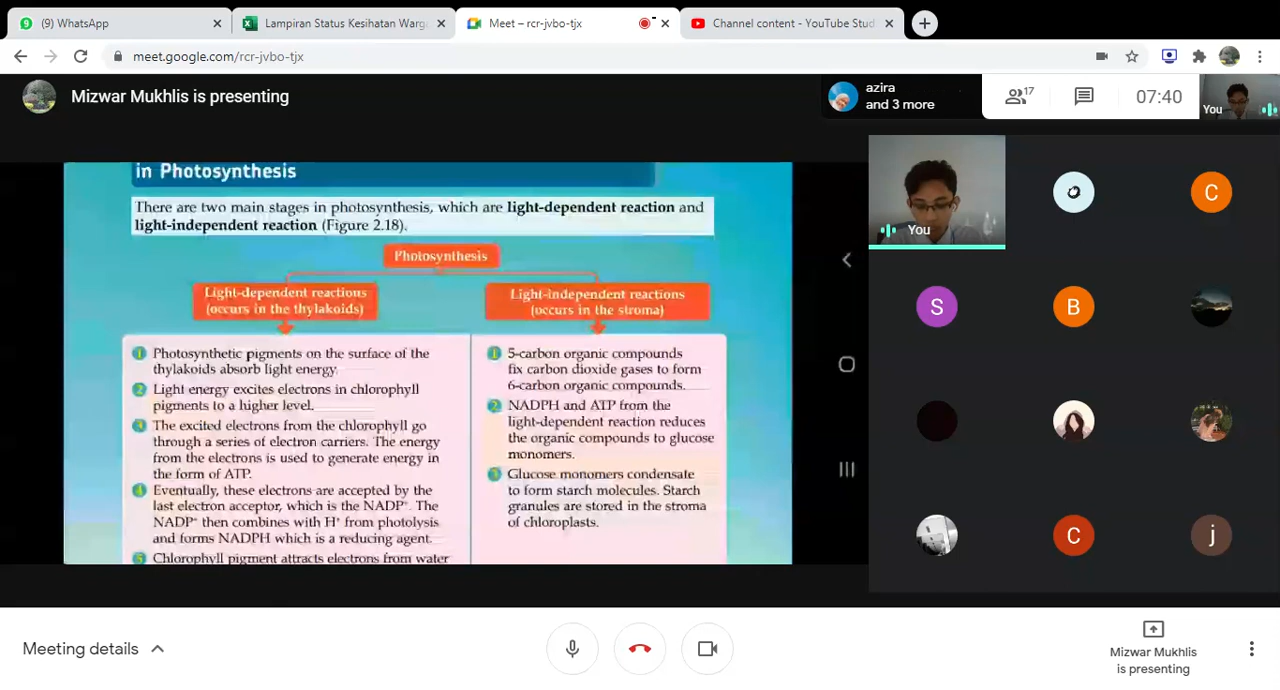 (9) WhatsApp
Lampiran Status Kesihatan Warg
Meet – rcr-jvbo-tjx
Channel content - YouTube Stud
meet.google.com/rcr-jvbo-tjx
Mizwar Mukhlis is presenting
azira
and 3 more
17
07:40
You
in Photosynthesis
There are two main stages in photosynthesis, which are light-dependent reaction and
light-independent reaction (Figure 2.18).
Photosynthesis
Light-dependent reactions
(occurs in the thylakoids)
1 Photosynthetic pigments on the surface of the
thylakoids absorb light energy.
2 Light energy excites electrons in chlorophyll
pigments to a higher level.
3 The excited electrons from the chlorophyll go
through a series of electron carriers. The energy
from the electrons is used to generate energy in
the form of ATP.
4 Eventually, these electrons are accepted by the
last electron acceptor, which is the NADP⁺. The
NADP⁺ then combines with H⁺ from photolysis
and forms NADPH which is a reducing agent.
5 Chlorophyll pigment attracts electrons from water
Light-independent reactions
(occurs in the stroma)
1 5-carbon organic compounds
fix carbon dioxide gases to form
6-carbon organic compounds.
2 NADPH and ATP from the
light-dependent reaction reduces
the organic compounds to glucose
monomers.
3 Glucose monomers condensate
to form starch molecules. Starch
granules are stored in the stroma
of chloroplasts.
You
C
S
B
C
j
Meeting details
Mizwar Mukhlis
is presenting